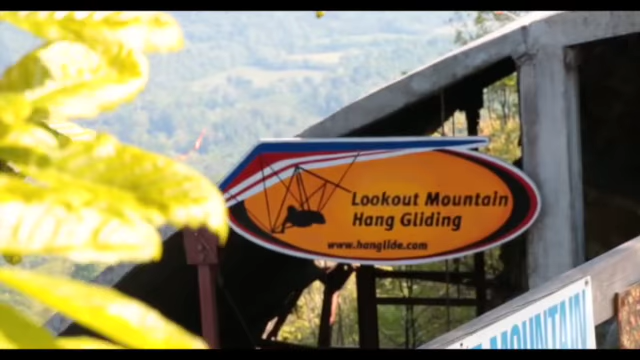 Lookout Mountain
Hang Gliding
www.hanglide.com
MOUNTAIN